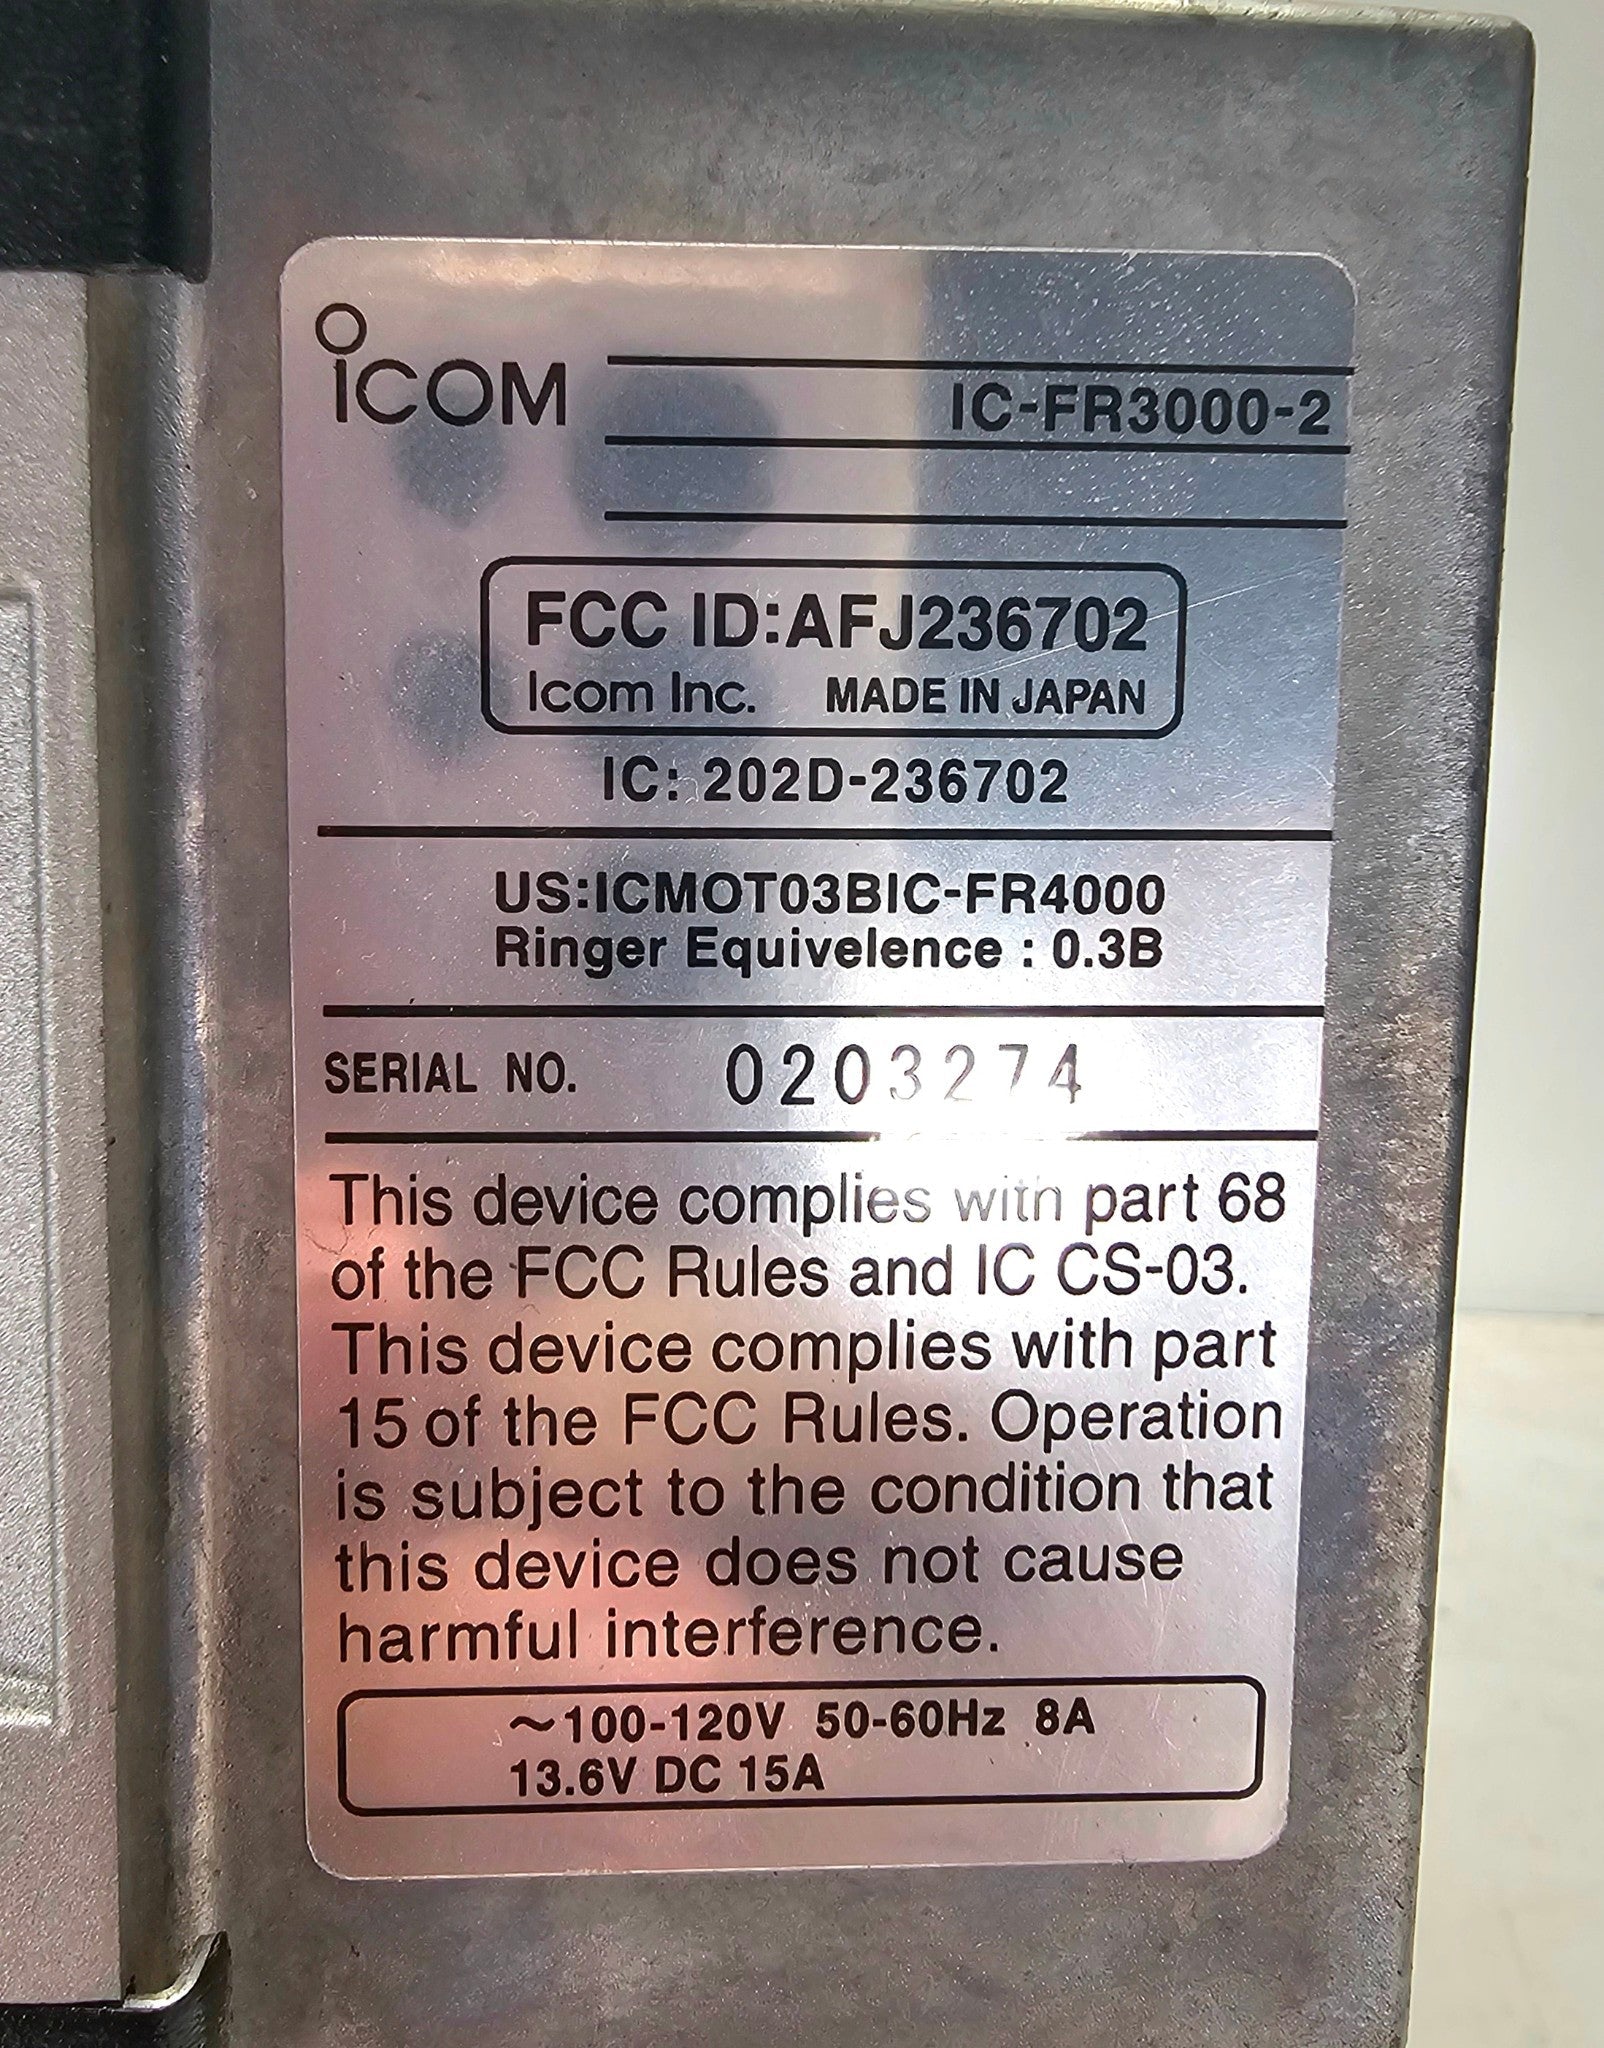 ICOM
IC-FR3000-2
FCC ID:AFJ236702
Icom Inc. MADE IN JAPAN
IC: 202D-236702
US:ICMOT03BIC-FR4000
Ringer Equivelence : 0.3B
SERIAL NO. 0203274
This device complies with part 68
of the FCC Rules and IC CS-03.
This device complies with part
15 of the FCC Rules. Operation
is subject to the condition that
this device does not cause
harmful interference.
~100-120V 50-60Hz 8A
13.6V DC 15A